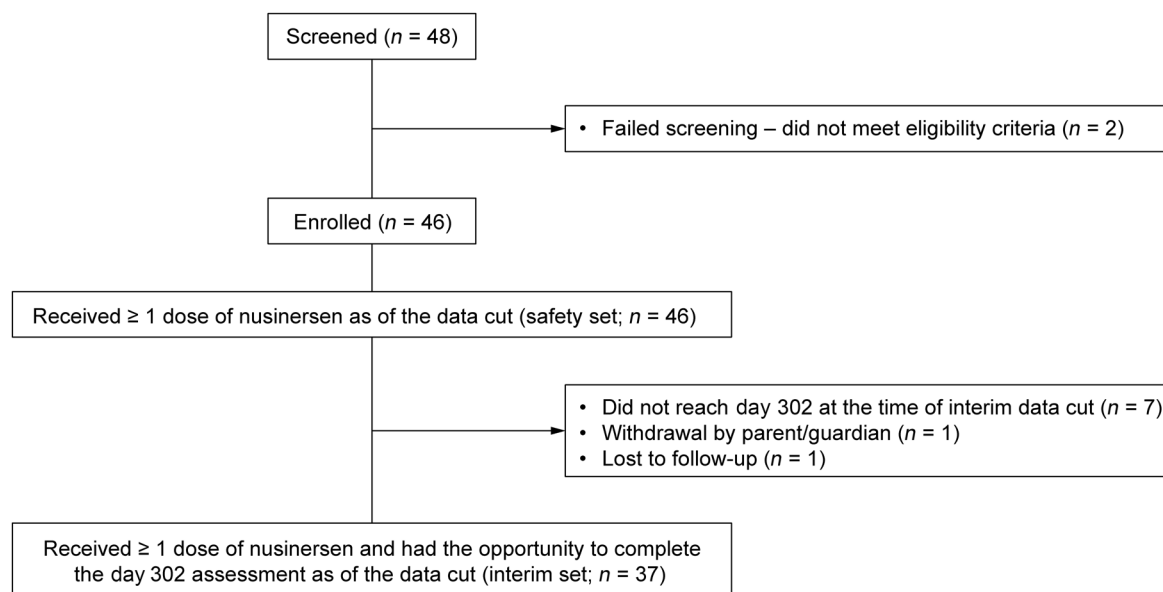 Screened (n = 48)
• Failed screening – did not meet eligibility criteria (n = 2)
Enrolled (n = 46)
Received ≥ 1 dose of nusinersen as of the data cut (safety set; n = 46)
• Did not reach day 302 at the time of interim data cut (n = 7)
• Withdrawal by parent/guardian (n = 1)
• Lost to follow-up (n = 1)
Received ≥ 1 dose of nusinersen and had the opportunity to complete
the day 302 assessment as of the data cut (interim set; n = 37)